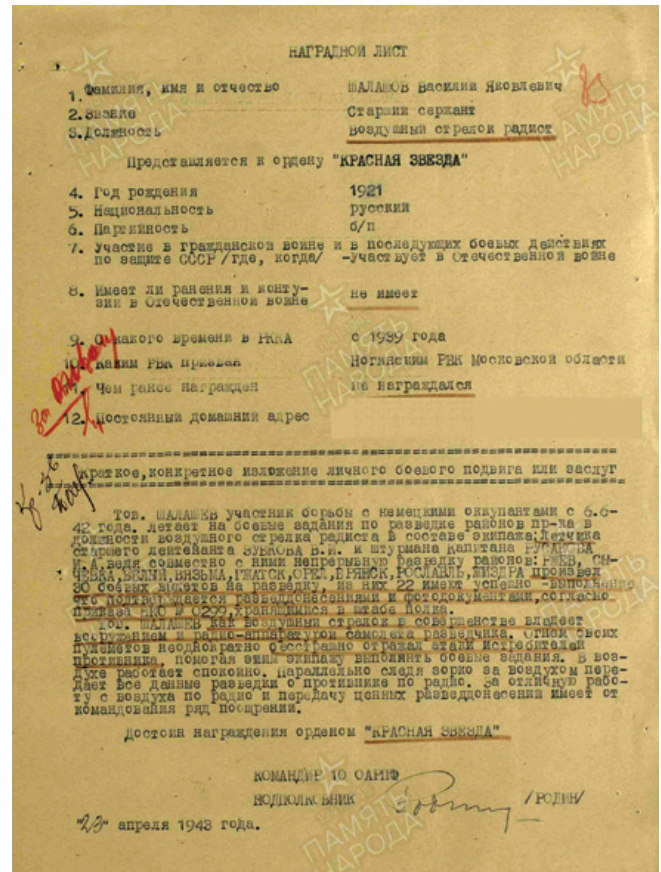 НАГРАДНОЙ ЛИСТ
1. Фамилия, имя и отчество ШАЛАШОВ Василий Яковлевич
2. Звание Старший сержант
3. Должность Воздушный стрелок радист
Представляется к ордену "КРАСНАЯ ЗВЕЗДА"
4. Год рождения 1921
5. Национальность русский
6. Партийность б/п
7. Участие в гражданской войне и в последующих боевых действиях
по защите СССР /где, когда/ -Участвует в Отечественной войне
8. Имеет ли ранения и конту-
зии в Отечественной войне не имеет
9. С какого времени в РККА с 1939 года
10. Каким РВК призван Ногинским РВК Московской области
11. Чем ранее награжден не награждался
12. Постоянный домашний адрес
Краткое, конкретное изложение личного боевого подвига или заслуг
Тов. ШАЛАШЕВ участник борьбы с немецкими оккупантами с 6.6-
42 года. Летает на боевые задания по разведке районов пр-ка в
должности воздушного стрелка радиста в составе экипажа: Летчика
старшего лейтенанта ЗУБКОВА В.И. и штурмана капитана
И.А. ведя совместно с ними непрерывную разведку районов: РЖЕВ, СЫ-
ЧЕВКА, БЕЛЫЙ, ВЯЗЬМА, ГЖАТСК, ОРЕЛ, БРЯНСК, РОСЛАВЛЬ, ЖИЗДРА произвел
30 боевых вылетов на разведку, из них 22 имеют успешно -выполнение
что подтверждается разведдонесениями и фотодокументами, согласно
приказа НКО № 0299, хранящимися в штабе полка.
Тов. ШАЛАШЕВ как воздушный стрелок в совершенстве владеет
вооружением и радио-аппаратурой самолета разведчика. Огнем своих
пулеметов неоднократно бесстрашно отражал атаки истребителей
противника, помогая этим экипажу выполнить боевые задания. В воз-
духе работает спокойно. Параллельно следя зорко за воздухом пере-
дает все данные разведки о противнике по радио. За отличную рабо-
ту с воздуха по радио и передачу ценных разведдонесений имеет от
командования ряд поощрений.
Достоин награждения орденом "КРАСНАЯ ЗВЕЗДА"
КОМАНДИР 10 ОАРП
ПОДПОЛКОВНИК /РОДИН/
"23" апреля 1943 года.
ПАМЯТЬ
НАРОДА